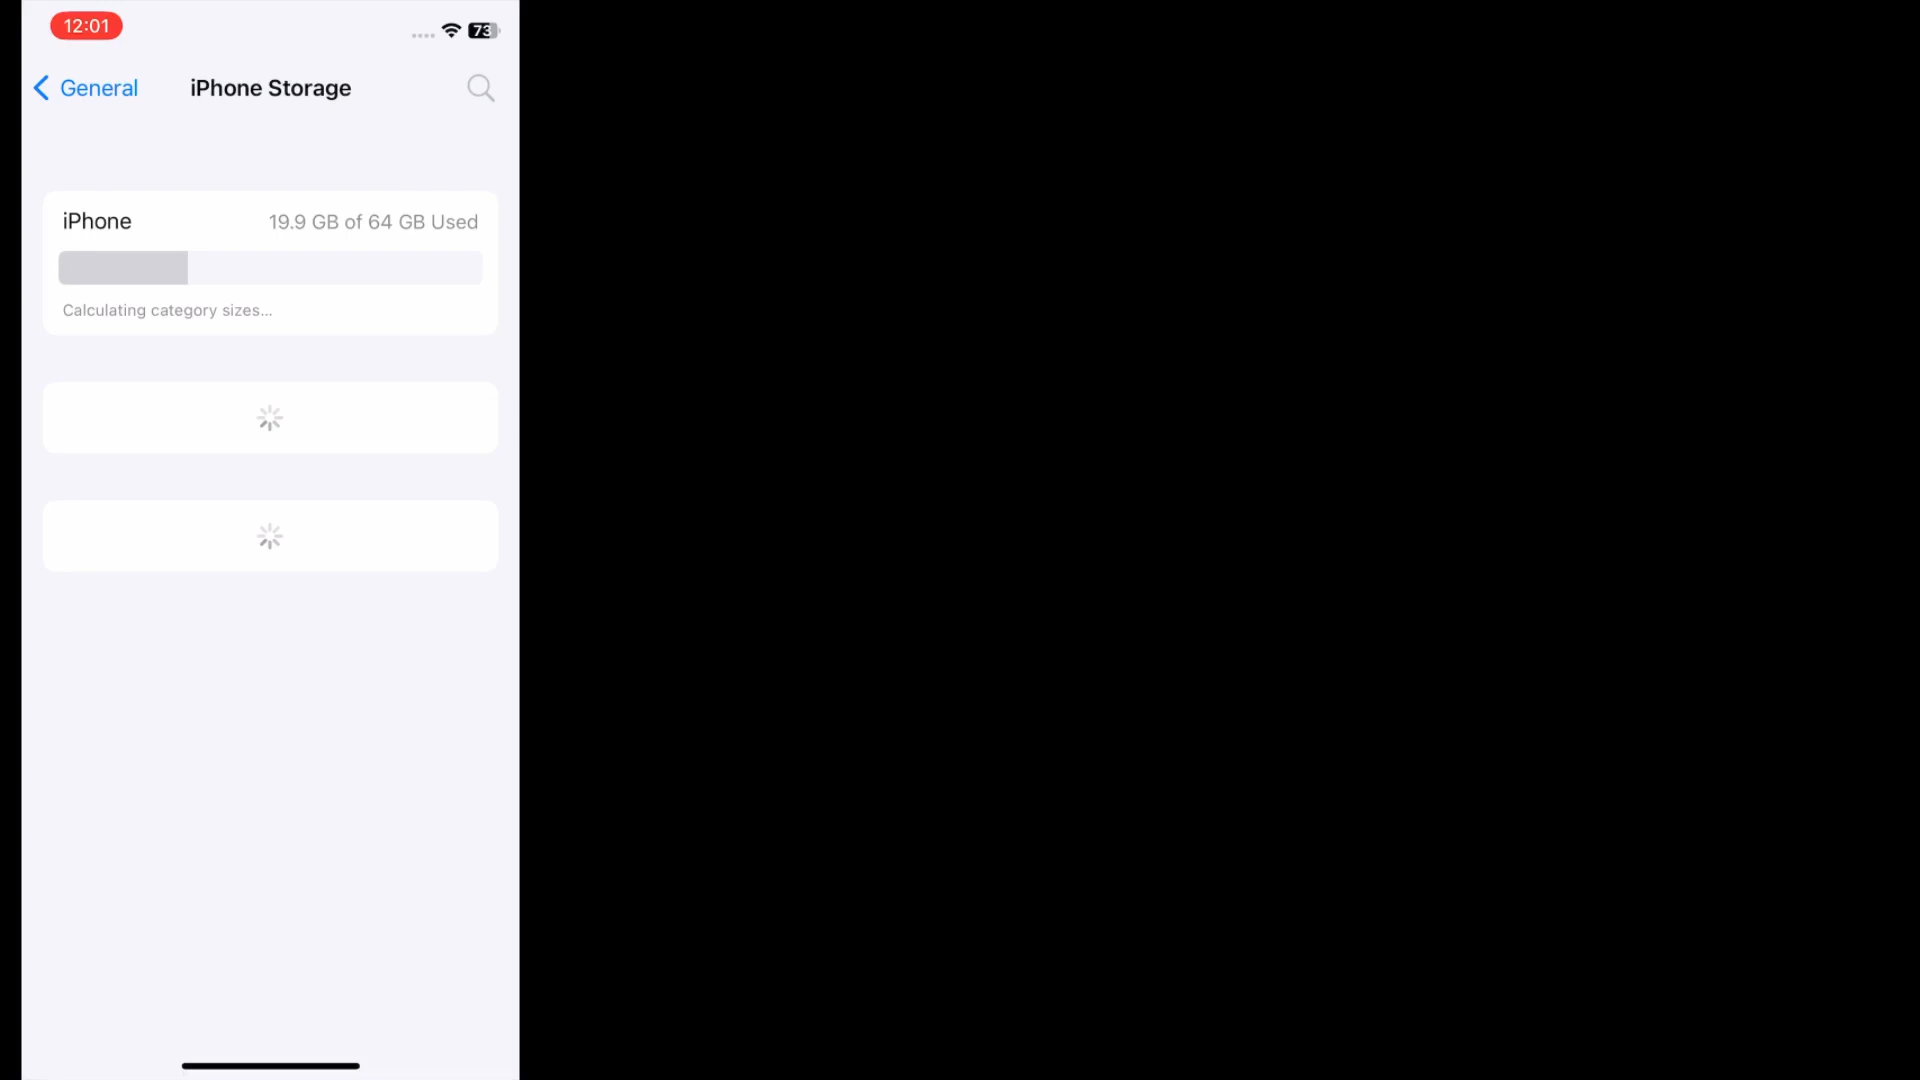 12:01
73
General
iPhone Storage
iPhone
19.9 GB of 64 GB Used
Calculating category sizes...